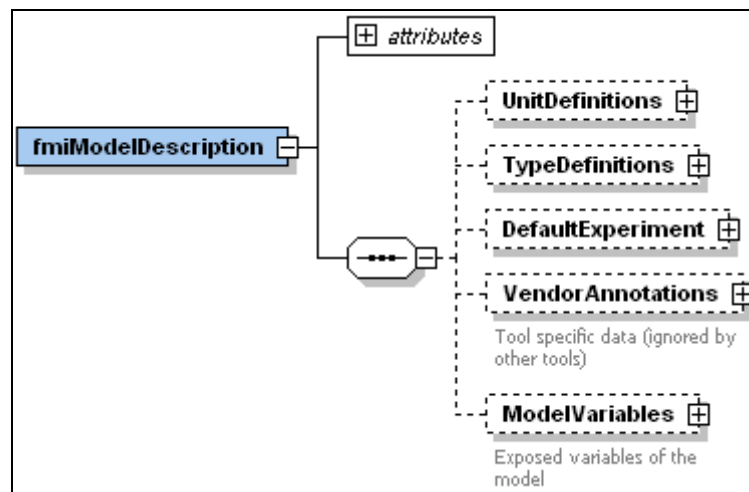 attributes
fmiModelDescription
UnitDefinitions
TypeDefinitions
DefaultExperiment
VendorAnnotations
Tool specific data (ignored by
other tools)
ModelVariables
Exposed variables of the
model